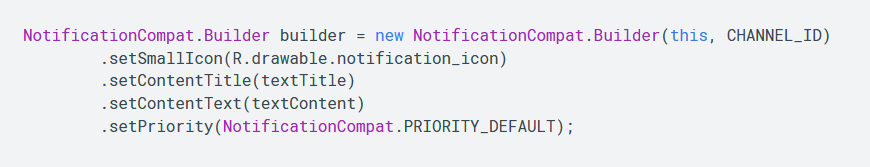 NotificationCompat.Builder builder = new NotificationCompat.Builder(this, CHANNEL_ID)
        .setSmallIcon(R.drawable.notification_icon)
        .setContentTitle(textTitle)
        .setContentText(textContent)
        .setPriority(NotificationCompat.PRIORITY_DEFAULT);